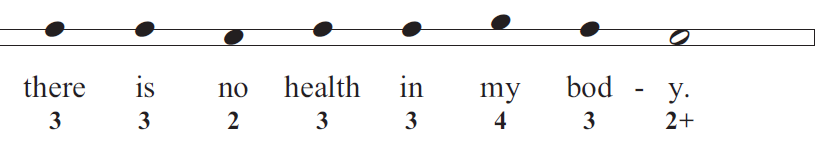 there is no health in my bod - y.
3 3 2 3 3 4 3 2+